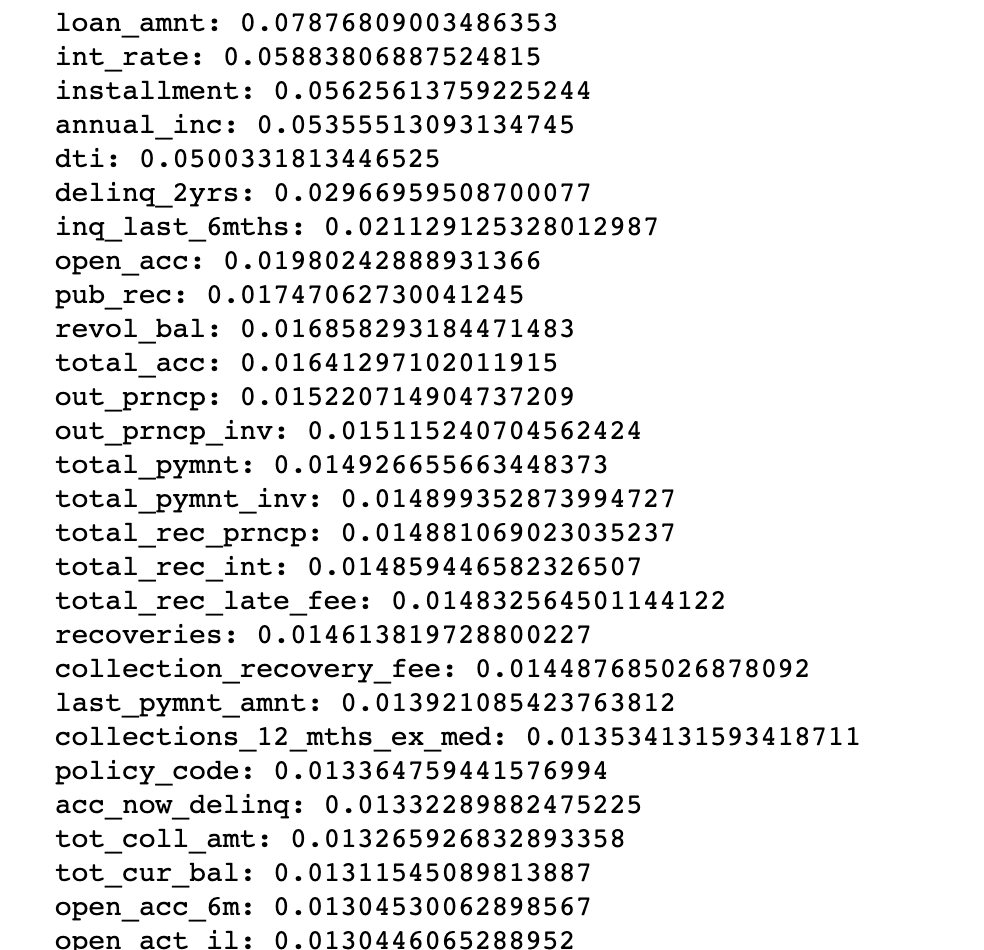 loan_amnt: 0.07876809003486353
int_rate: 0.05883806887524815
installment: 0.05625613759225244
annual_inc: 0.05355513093134745
dti: 0.0500331813446525
delinq_2yrs: 0.02966959508700077
inq_last_6mths: 0.021129125328012987
open_acc: 0.01980242888931366
pub_rec: 0.01747062730041245
revol_bal: 0.016858293184471483
total_acc: 0.01641297102011915
out_prncp: 0.015220714904737209
out_prncp_inv: 0.015115240704562424
total_pymnt: 0.014926655663448373
total_pymnt_inv: 0.014899352873994727
total_rec_prncp: 0.014881069023035237
total_rec_int: 0.014859446582326507
total_rec_late_fee: 0.014832564501144122
recoveries: 0.014613819728800227
collection_recovery_fee: 0.014487685026878092
last_pymnt_amnt: 0.013921085423763812
collections_12_mths_ex_med: 0.013534131593418711
policy_code: 0.013364759441576994
acc_now_delinq: 0.01332289882475225
tot_coll_amt: 0.013265926832893358
tot_cur_bal: 0.01311545089813887
open_acc_6m: 0.01304530062898567
open_act_il: 0.0130446065288952